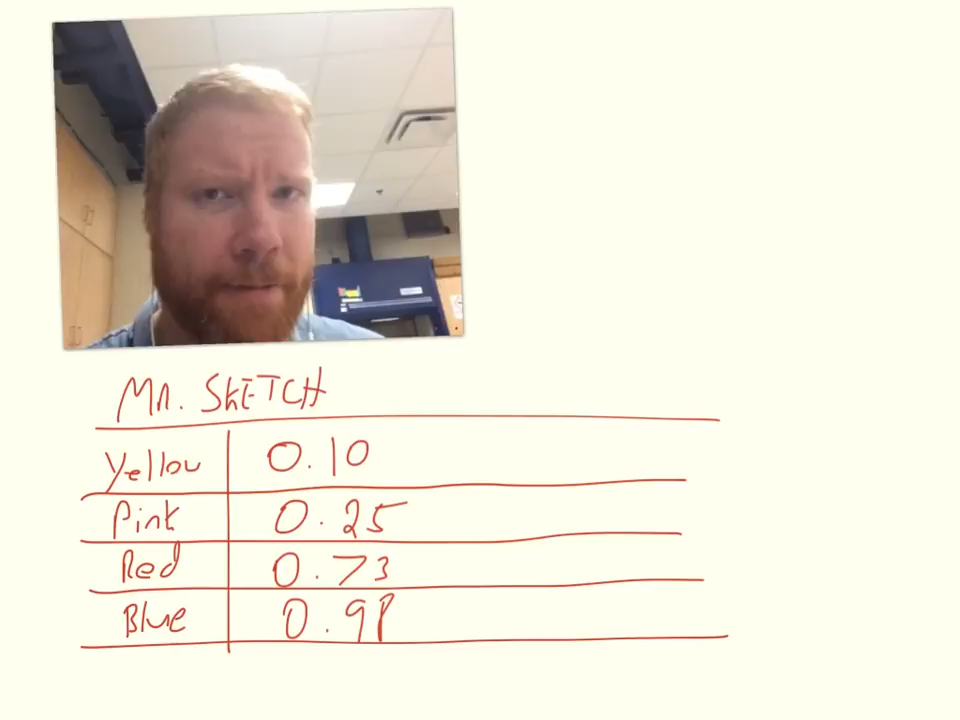 MR. SKETCH
Yellow 0.10
Pink 0.25
Red 0.73
Blue 0.98